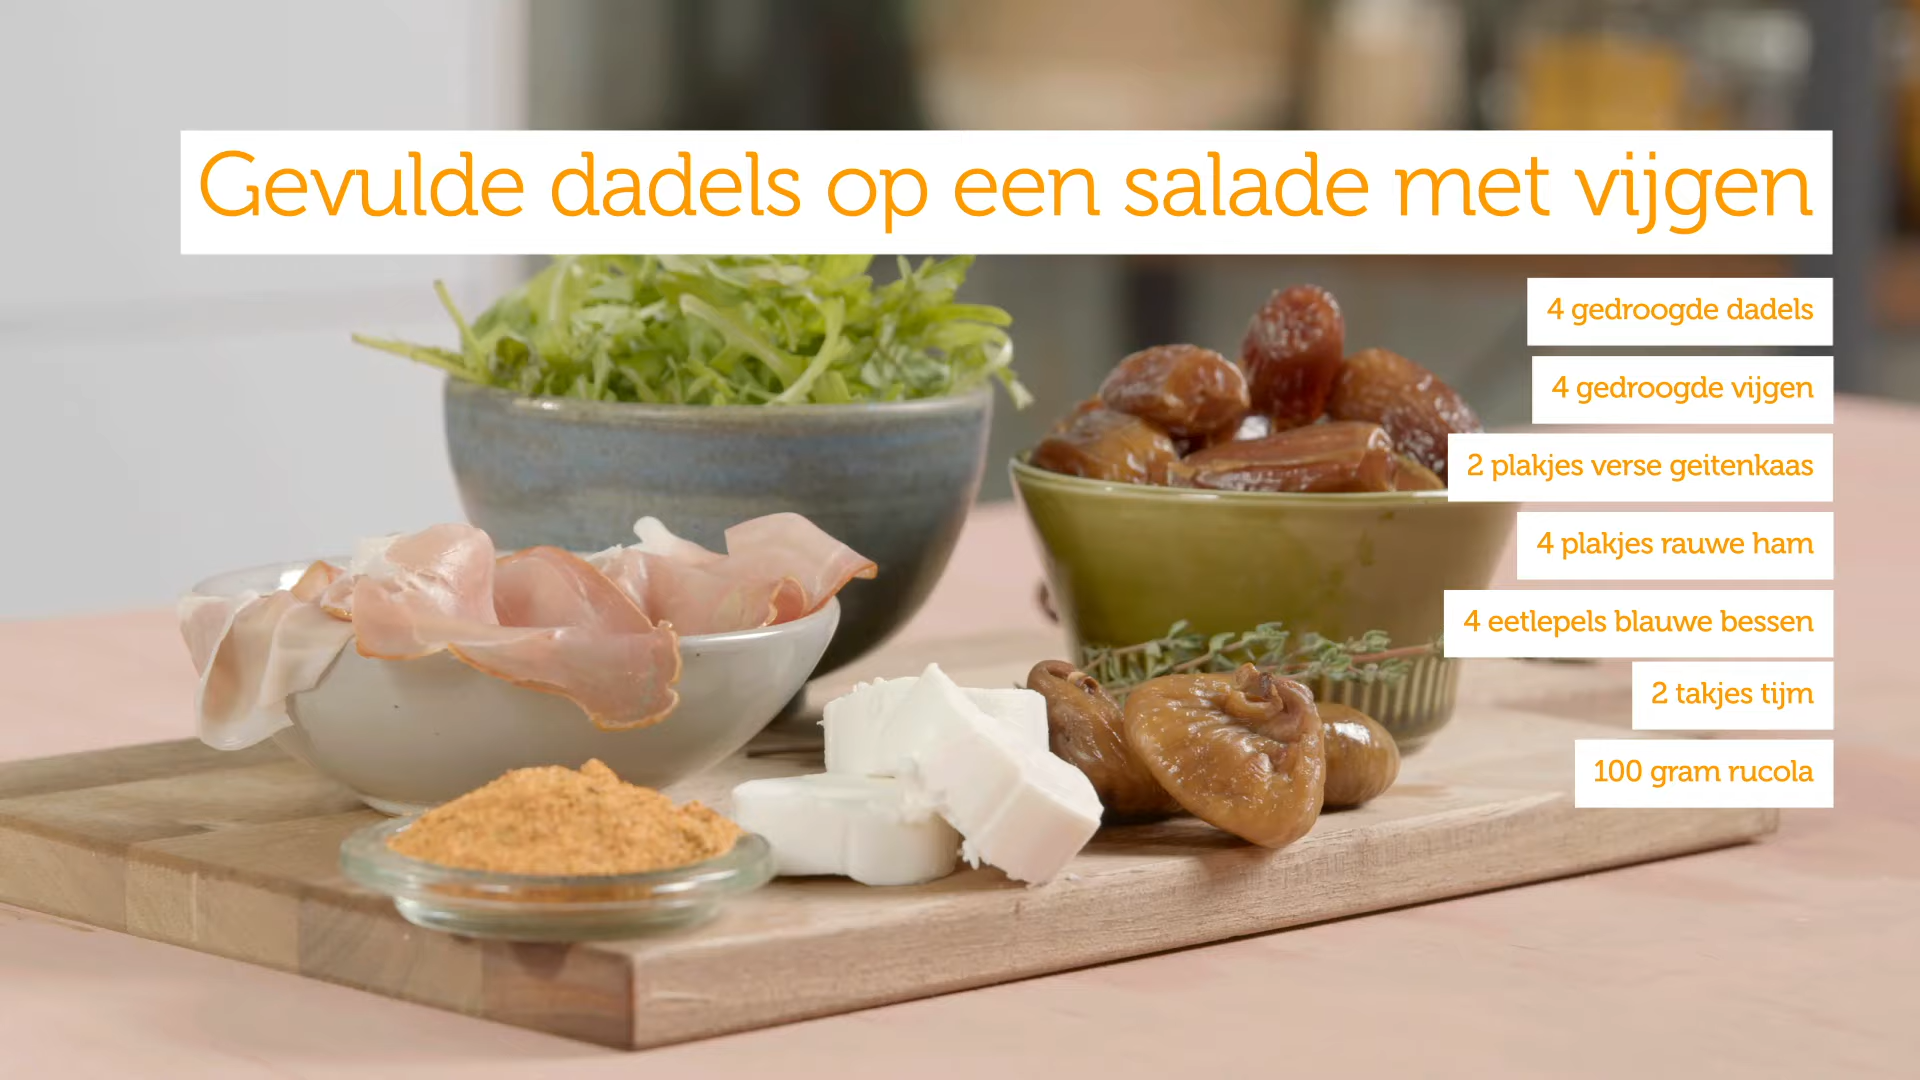 Gevulde dadels op een salade met vijgen
4 gedroogde dadels
4 gedroogde vijgen
2 plakjes verse geitenkaas
4 plakjes rauwe ham
4 eetlepels blauwe bessen
2 takjes tijm
100 gram rucola